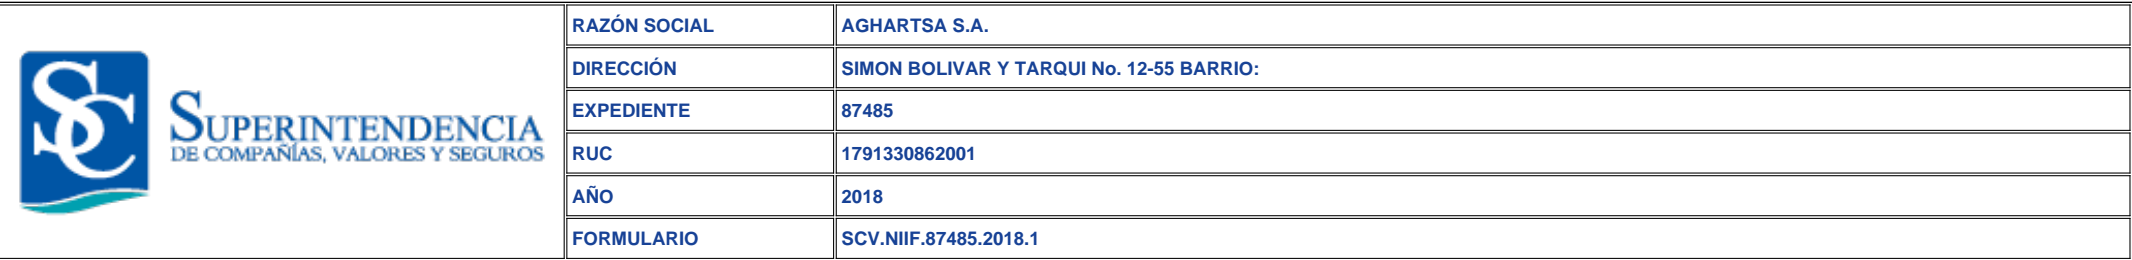 SC
SUPERINTENDENCIA
DE COMPAÑÍAS, VALORES Y SEGUROS
RAZÓN SOCIAL AGHARTSA S.A.
DIRECCIÓN SIMON BOLIVAR Y TARQUI No. 12-55 BARRIO:
EXPEDIENTE 87485
RUC 1791330862001
AÑO 2018
FORMULARIO SCV.NIIF.87485.2018.1